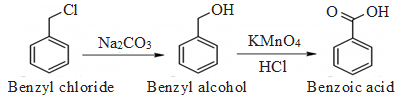 Cl
Na2CO3
OH
KMnO4
HCl
O OH
Benzyl chloride
Benzyl alcohol
Benzoic acid